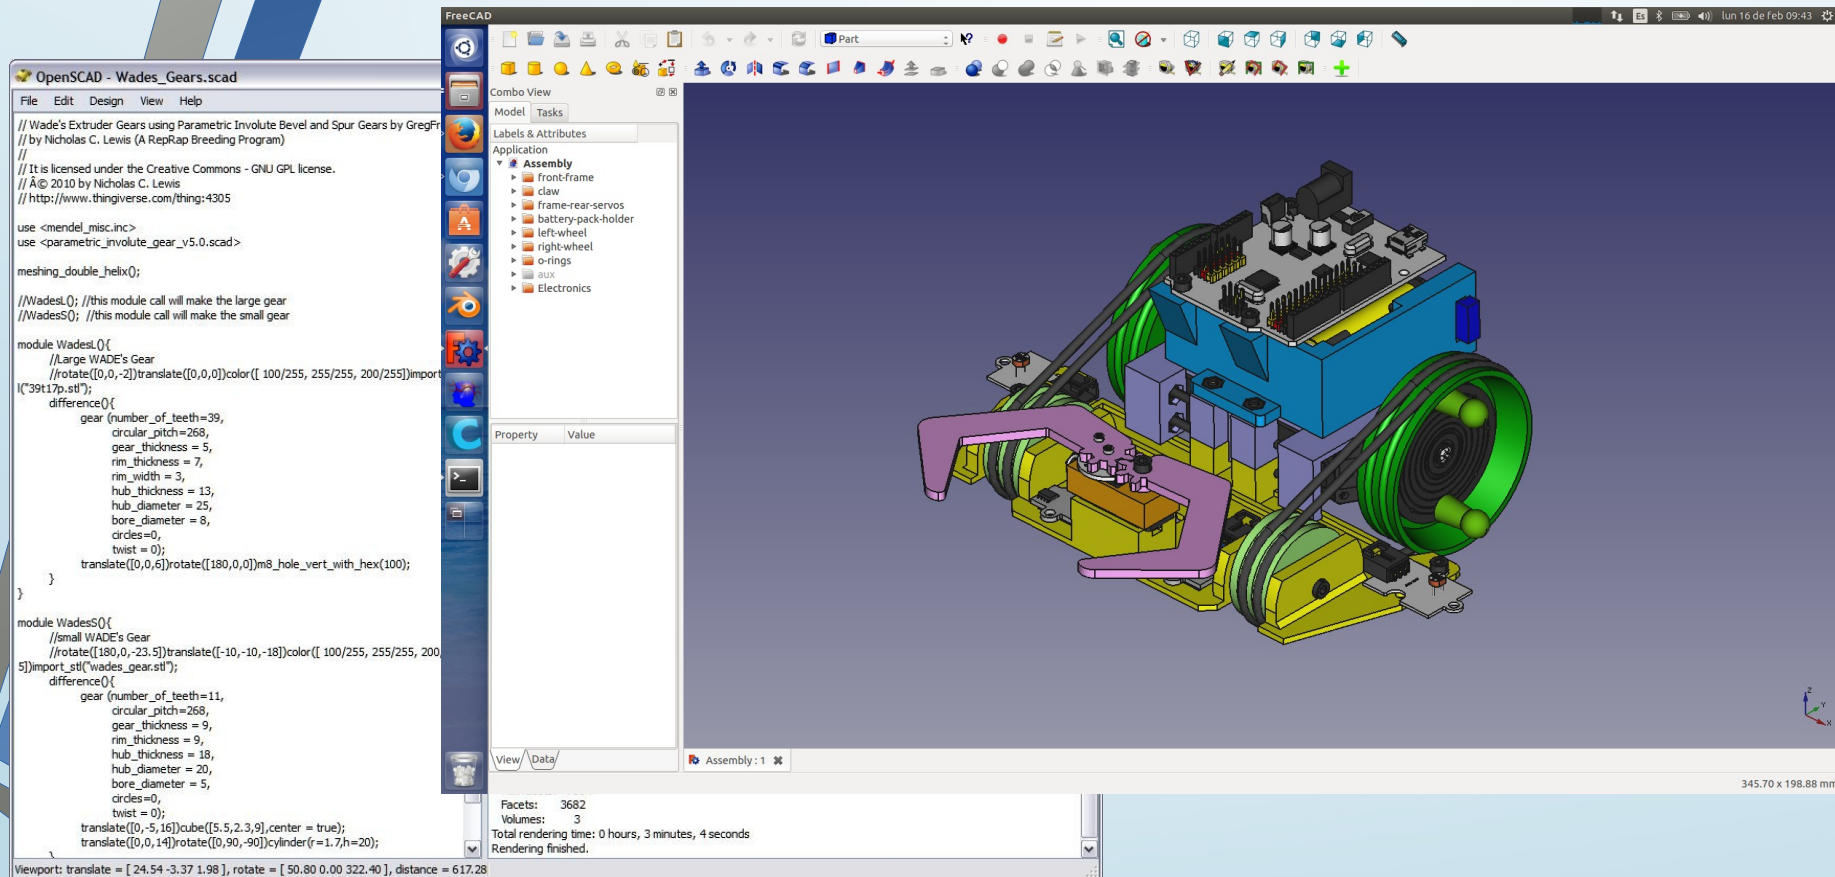 OpenSCAD - Wades_Gears.scad
File Edit Design View Help
// Wade's Extruder Gears using Parametric Involute Bevel and Spur Gears by GregFr
// by Nicholas C. Lewis (A RepRap Breeding Program)
//
// It is licensed under the Creative Commons - GNU GPL license.
// Â© 2010 by Nicholas C. Lewis
// http://www.thingiverse.com/thing:4305
use <mendel_misc.inc>
use <parametric_involute_gear_v5.0.scad>
meshing_double_helix();
//WadesL(); //this module call will make the large gear
//WadesS(); //this module call will make the small gear
module WadesL(){
//Large WADE's Gear
//rotate([0,0,-2])translate([0,0,0])color([ 100/255, 255/255, 200/255])import
l("39t17p.stl");
difference(){
gear (number_of_teeth=39,
circular_pitch=268,
gear_thickness = 5,
rim_thickness = 7,
rim_width = 3,
hub_thickness = 13,
hub_diameter = 25,
bore_diameter = 8,
circles=0,
twist = 0);
translate([0,0,6])rotate([180,0,0])m8_hole_vert_with_hex(100);
}
}
module WadesS(){
//small WADE's Gear
//rotate([180,0,-23.5])translate([-10,-10,-18])color([ 100/255, 255/255, 200
5])import_stl("wades_gear.stl");
difference(){
gear (number_of_teeth=11,
circular_pitch=268,
gear_thickness = 9,
rim_thickness = 9,
hub_thickness = 18,
hub_diameter = 20,
bore_diameter = 5,
circles=0,
twist = 0);
translate([0,-5,16])cube([5.5,2.3,9],center = true);
translate([0,0,14])rotate([0,90,-90])cylinder(r=1.7,h=20);
Viewport: translate = [ 24.54 -3.37 1.98 ], rotate = [ 50.80 0.00 322.40 ], distance = 617.28
FreeCAD
Es
lun 16 de feb 09:43
Part
Combo View
Model Tasks
Labels & Attributes
Application
Assembly
front-frame
claw
frame-rear-servos
battery-pack-holder
left-wheel
right-wheel
o-rings
aux
Electronics
Property Value
View Data
Assembly : 1
Z
Y
X
345.70 x 198.88 mm
Facets: 3682
Volumes: 3
Total rendering time: 0 hours, 3 minutes, 4 seconds
Rendering finished.